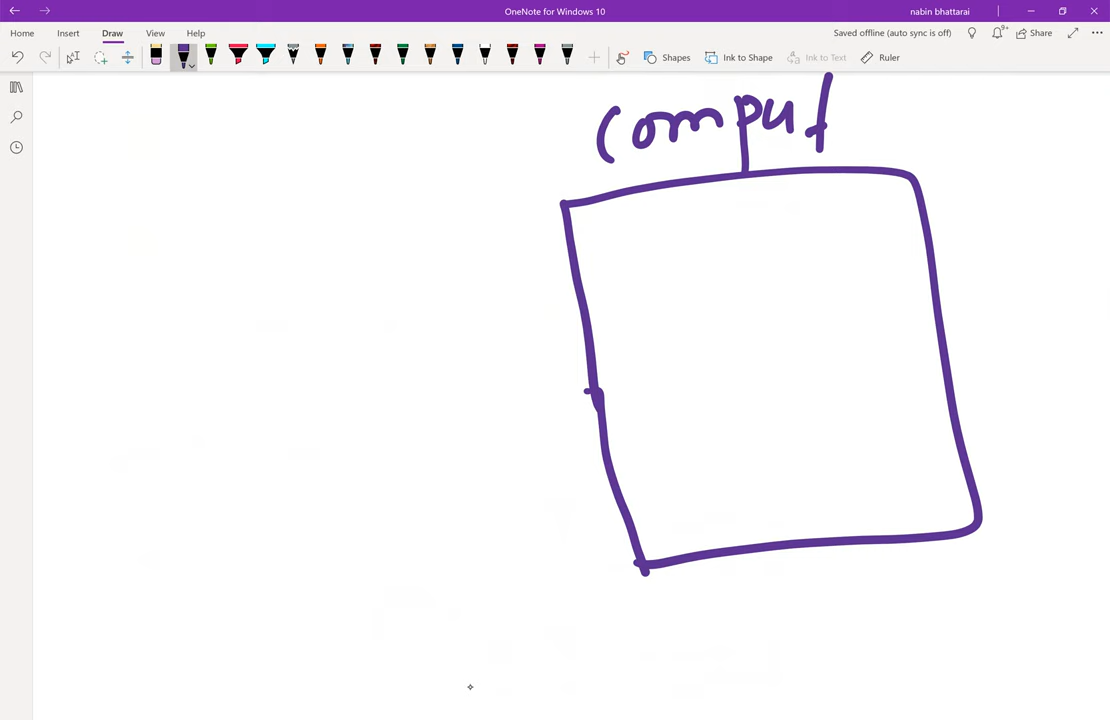 OneNote for Windows 10
nabin bhattarai
Home Insert Draw View Help
Saved offline (auto sync is off)
9+
Share
Shapes
Ink to Shape
Ink to Text
Ruler
comput